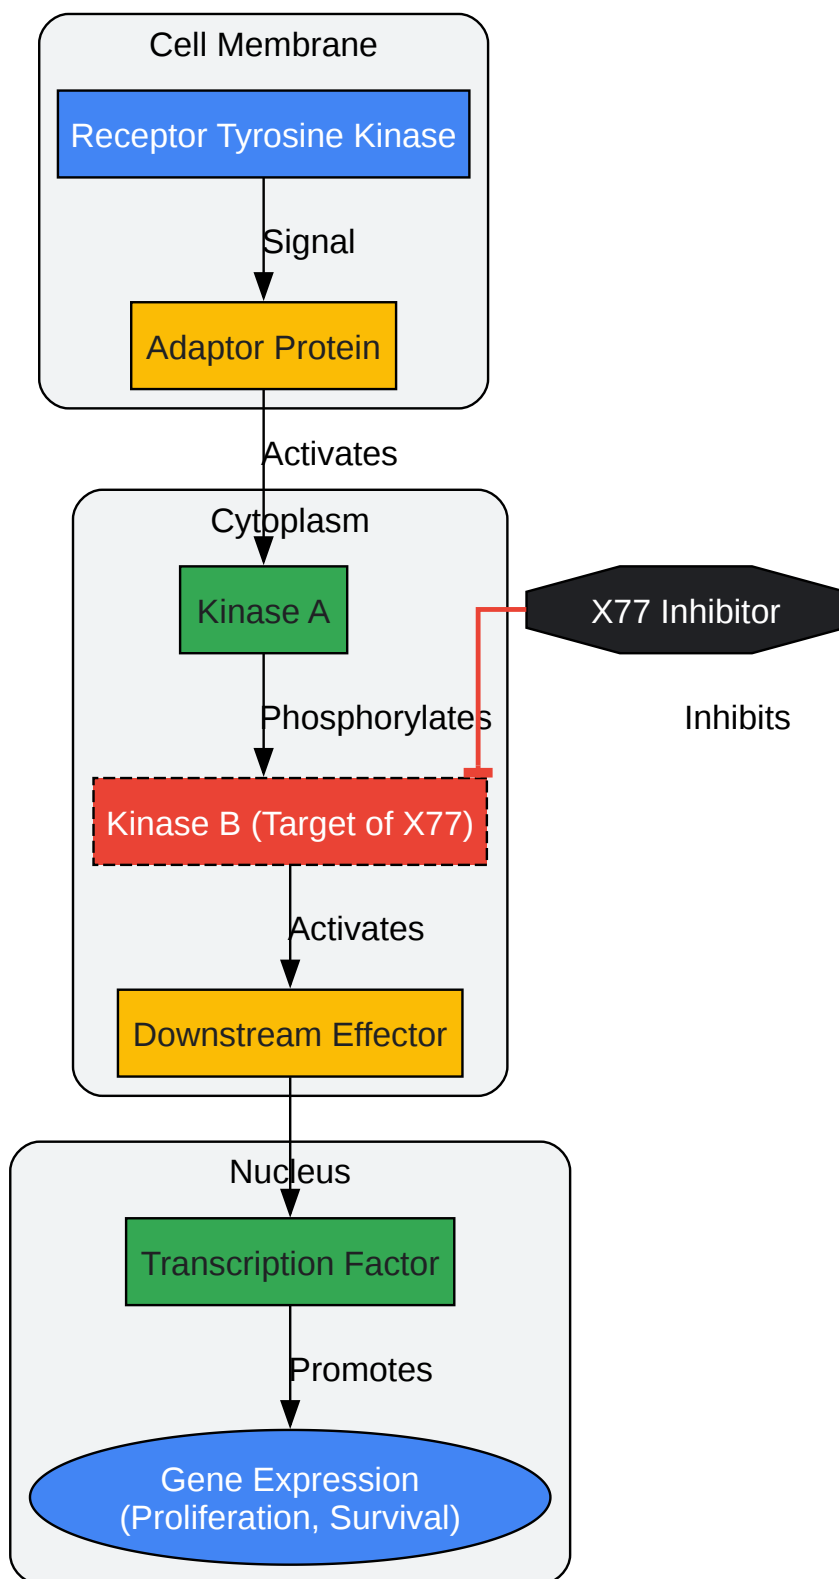 Cell Membrane
Receptor Tyrosine Kinase
Signal
Adaptor Protein
Activates
Cytoplasm
Kinase A
X77 Inhibitor
Phosphorylates
Inhibits
Kinase B (Target of X77)
Activates
Downstream Effector
Nucleus
Transcription Factor
Promotes
Gene Expression
(Proliferation, Survival)